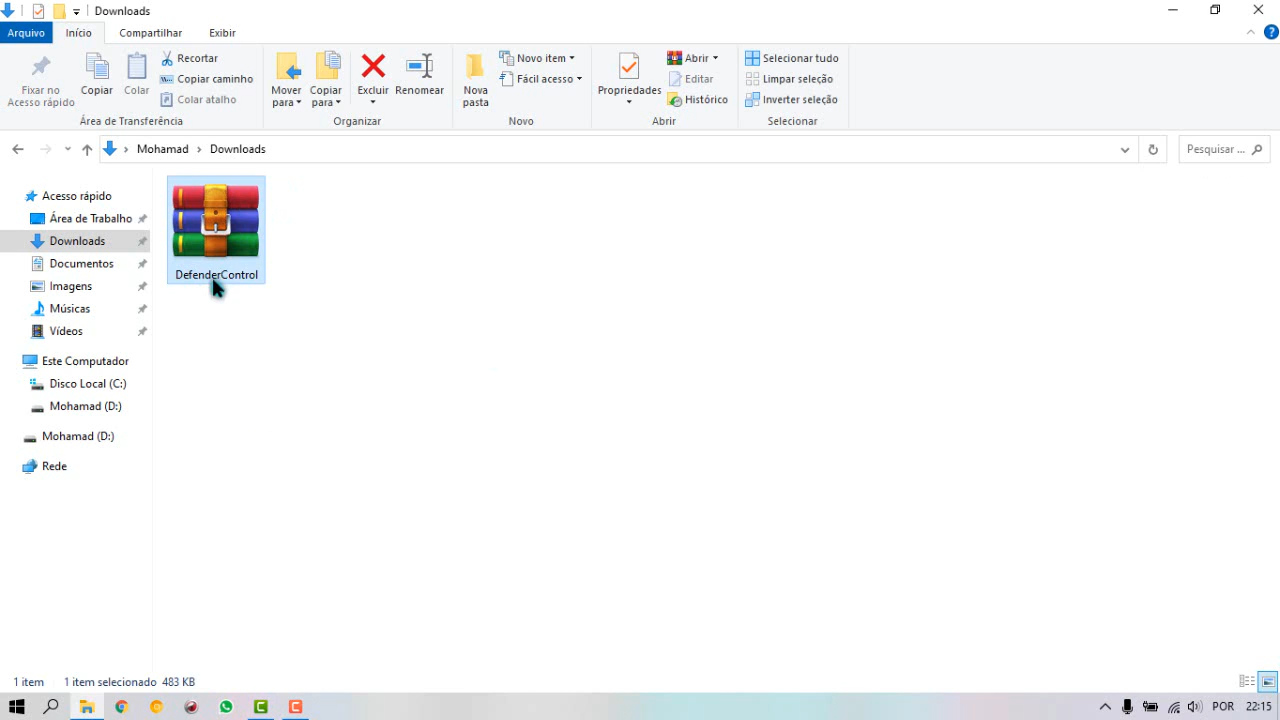 Downloads
Arquivo
Início
Compartilhar
Exibir
Fixar no
Acesso rápido
Copiar
Colar
Recortar
Copiar caminho
Colar atalho
Área de Transferência
Mover
para
Copiar
para
Excluir
Renomear
Organizar
Nova
pasta
Novo item
Fácil acesso
Novo
Propriedades
Abrir
Editar
Histórico
Abrir
Selecionar tudo
Limpar seleção
Inverter seleção
Selecionar
Mohamad > Downloads
Pesquisar ...
Acesso rápido
Área de Trabalho
Downloads
Documentos
Imagens
Músicas
Vídeos
Este Computador
Disco Local (C:)
Mohamad (D:)
Mohamad (D:)
Rede
DefenderControl
1 item
1 item selecionado 483 KB
POR
22:15